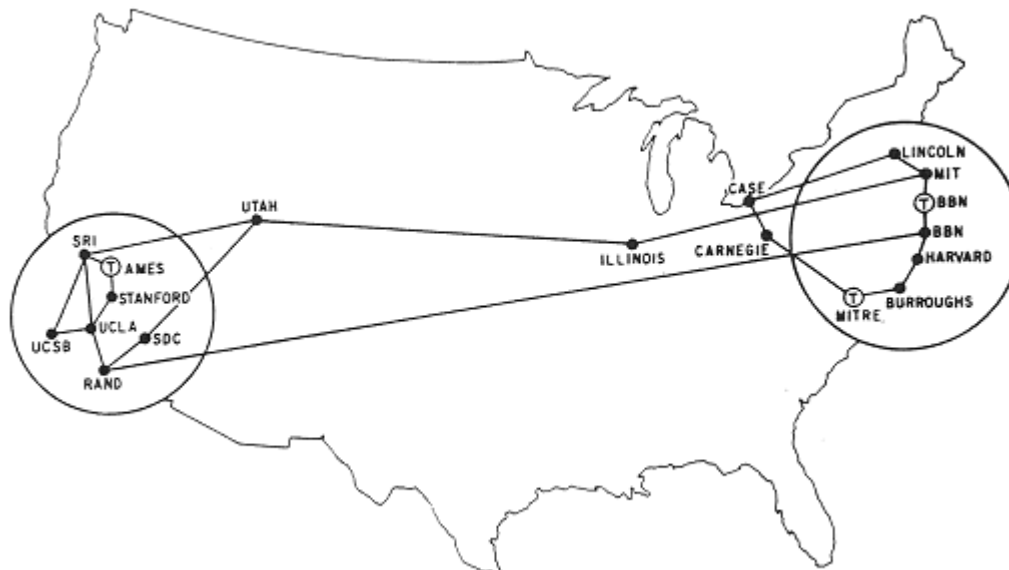 LINCOLN
MIT
CASE
T BBN
UTAH
BBN
SRI
ILLINOIS
CARNEGIE
HARVARD
T AMES
STANFORD
T
BURROUGHS
MITRE
UCLA
SDC
UCSB
RAND